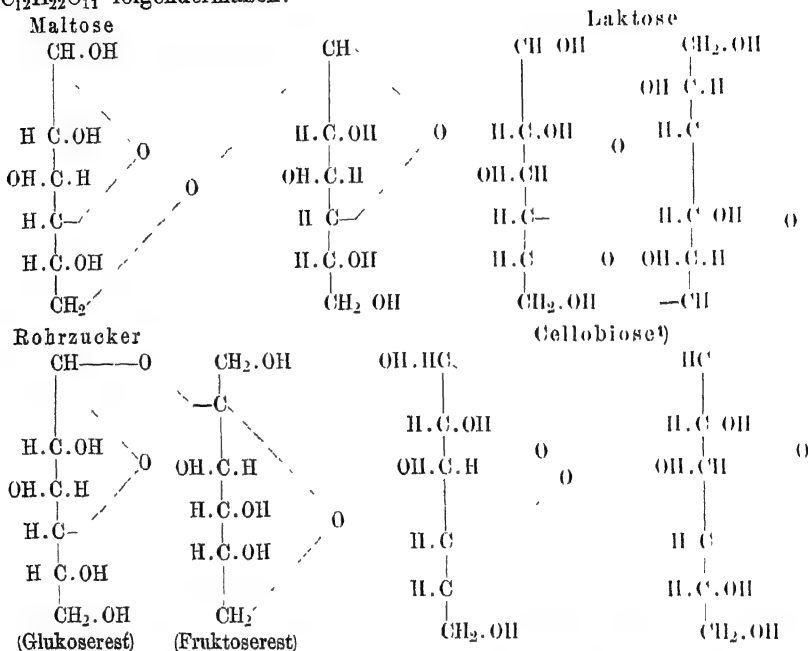 C12H22O11 folgendermaßen:
Maltose Laktose
CH.OH CH CH OH CH2.OH
OH C.H
H C.OH O H.C.OH O H.C.OH O H.C
OH.C.H O OH.C.H OH.CH
H.C H C H.C H.C OH O
H.C.OH H.C.OH H.C O OH.C.H
CH2 CH2 OH CH2.OH CH
Rohrzucker Cellobiose¹)
CH O CH2.OH OH.HC HC
C
H.C.OH H.C.OH H.C OH
O OH.C.H OH.C.H O OH.CH O
OH.C.H O
H.C H.C.OH O
H.C.OH H.C H C
H C.OH H.C H.C.OH
CH2.OH CH2 CH2.OH CH2.OH
(Glukoserest) (Fruktoserest)